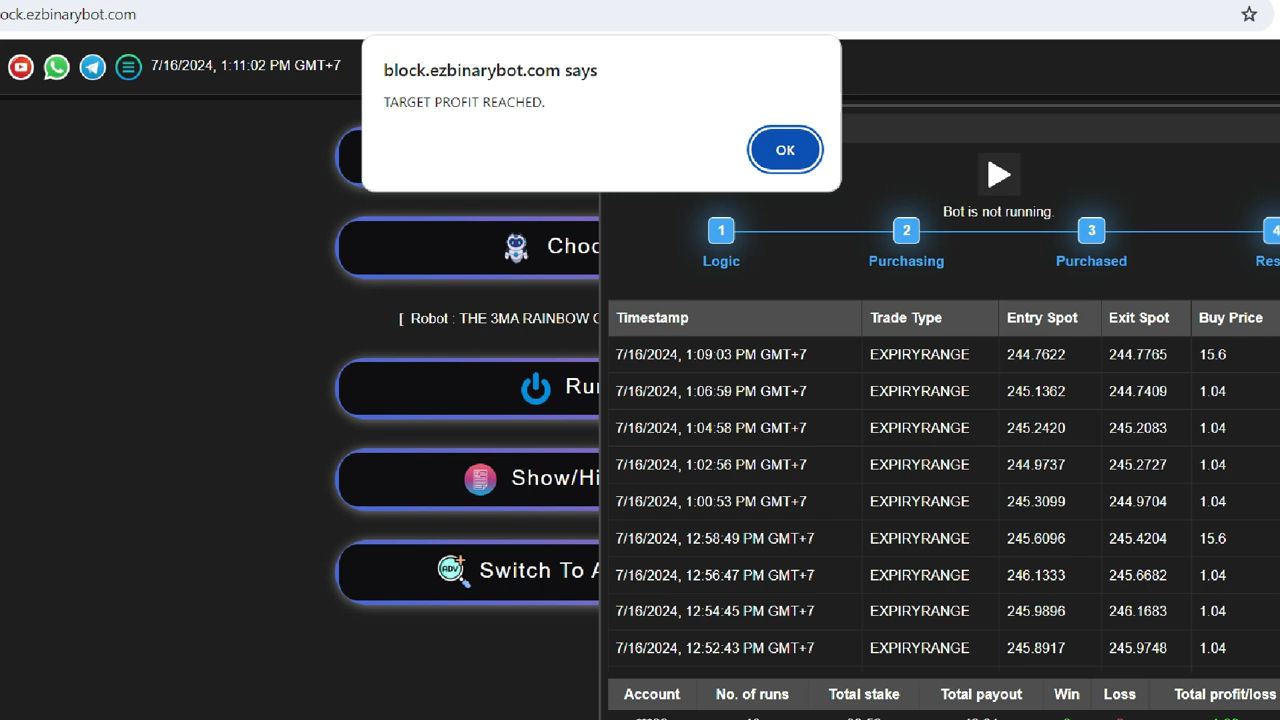 ock.ezbinarybot.com
7/16/2024, 1:11:02 PM GMT+7
block.ezbinarybot.com says
TARGET PROFIT REACHED.
OK
Bot is not running.
1 2 3 4
Logic Purchasing Purchased Res
Choo
[ Robot : THE 3MA RAINBOW
Ru
Show/Hi
ADV Switch To A
Timestamp Trade Type Entry Spot Exit Spot Buy Price
7/16/2024, 1:09:03 PM GMT+7 EXPIRYRANGE 244.7622 244.7765 15.6
7/16/2024, 1:06:59 PM GMT+7 EXPIRYRANGE 245.1362 244.7409 1.04
7/16/2024, 1:04:58 PM GMT+7 EXPIRYRANGE 245.2420 245.2083 1.04
7/16/2024, 1:02:56 PM GMT+7 EXPIRYRANGE 244.9737 245.2727 1.04
7/16/2024, 1:00:53 PM GMT+7 EXPIRYRANGE 245.3099 244.9704 1.04
7/16/2024, 12:58:49 PM GMT+7 EXPIRYRANGE 245.6096 245.4204 15.6
7/16/2024, 12:56:47 PM GMT+7 EXPIRYRANGE 246.1333 245.6682 1.04
7/16/2024, 12:54:45 PM GMT+7 EXPIRYRANGE 245.9896 246.1683 1.04
7/16/2024, 12:52:43 PM GMT+7 EXPIRYRANGE 245.8917 245.9748 1.04
Account No. of runs Total stake Total payout Win Loss Total profit/loss